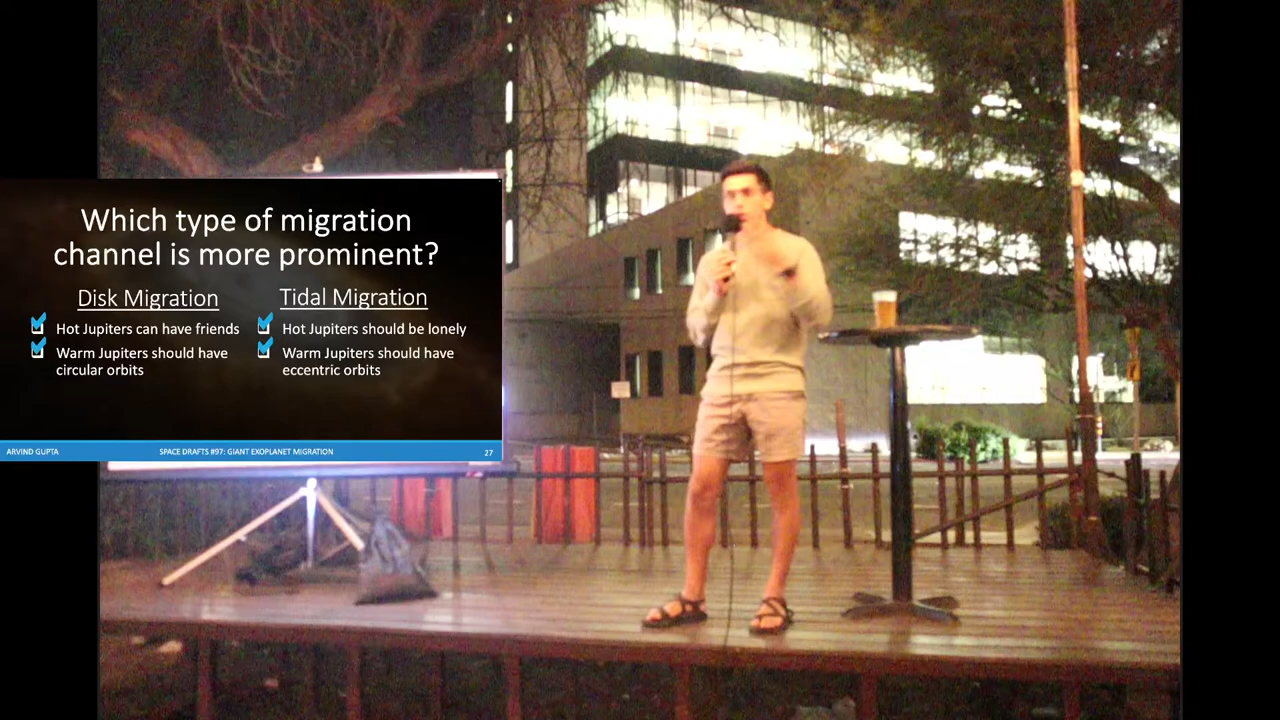 Which type of migration
channel is more prominent?
Disk Migration
Hot Jupiters can have friends
Warm Jupiters should have
circular orbits
Tidal Migration
Hot Jupiters should be lonely
Warm Jupiters should have
eccentric orbits
ARVIND GUPTA
SPACE DRAFTS #97: GIANT EXOPLANET MIGRATION
27